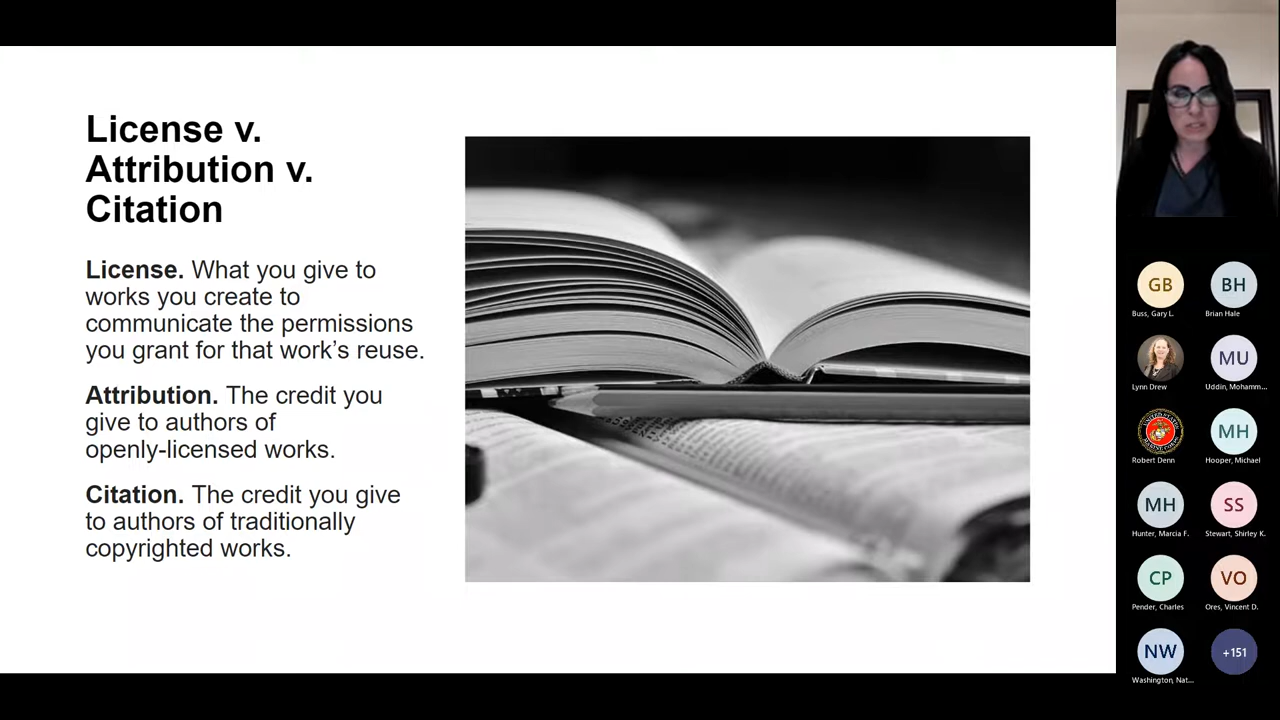 License v.
Attribution v.
Citation
License. What you give to
works you create to
communicate the permissions
you grant for that work’s reuse.
Attribution. The credit you
give to authors of
openly-licensed works.
Citation. The credit you give
to authors of traditionally
copyrighted works.
GB
BH
Buss, Gary L.
Brian Hale
MU
Lynn Drew
Uddin, Mohamm...
MH
Robert Denn
Hooper, Michael
MH
SS
Hunter, Marcia F.
Stewart, Shirley K.
CP
VO
Pender, Charles
Ores, Vincent D.
NW
+151
Washington, Nat...